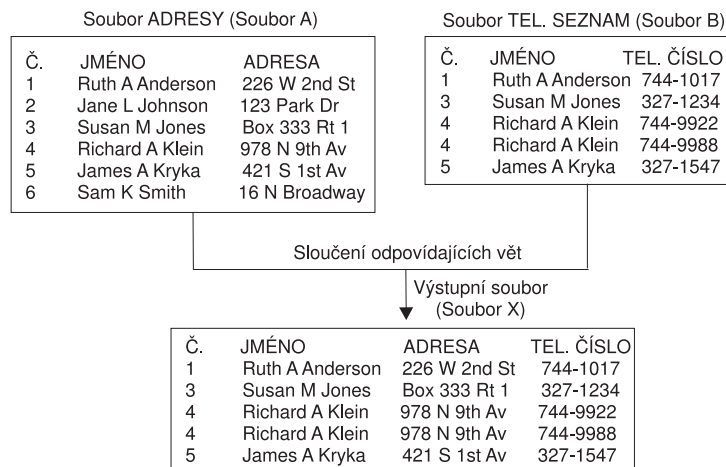 Soubor ADRESY (Soubor A)
Č. JMÉNO ADRESA
1 Ruth A Anderson 226 W 2nd St
2 Jane L Johnson 123 Park Dr
3 Susan M Jones Box 333 Rt 1
4 Richard A Klein 978 N 9th Av
5 James A Kryka 421 S 1st Av
6 Sam K Smith 16 N Broadway
Soubor TEL. SEZNAM (Soubor B)
Č. JMÉNO TEL. ČÍSLO
1 Ruth A Anderson 744-1017
3 Susan M Jones 327-1234
4 Richard A Klein 744-9922
4 Richard A Klein 744-9988
5 James A Kryka 327-1547
Sloučení odpovídajících vět
Výstupní soubor
(Soubor X)
Č. JMÉNO ADRESA TEL. ČÍSLO
1 Ruth A Anderson 226 W 2nd St 744-1017
3 Susan M Jones Box 333 Rt 1 327-1234
4 Richard A Klein 978 N 9th Av 744-9922
4 Richard A Klein 978 N 9th Av 744-9988
5 James A Kryka 421 S 1st Av 327-1547